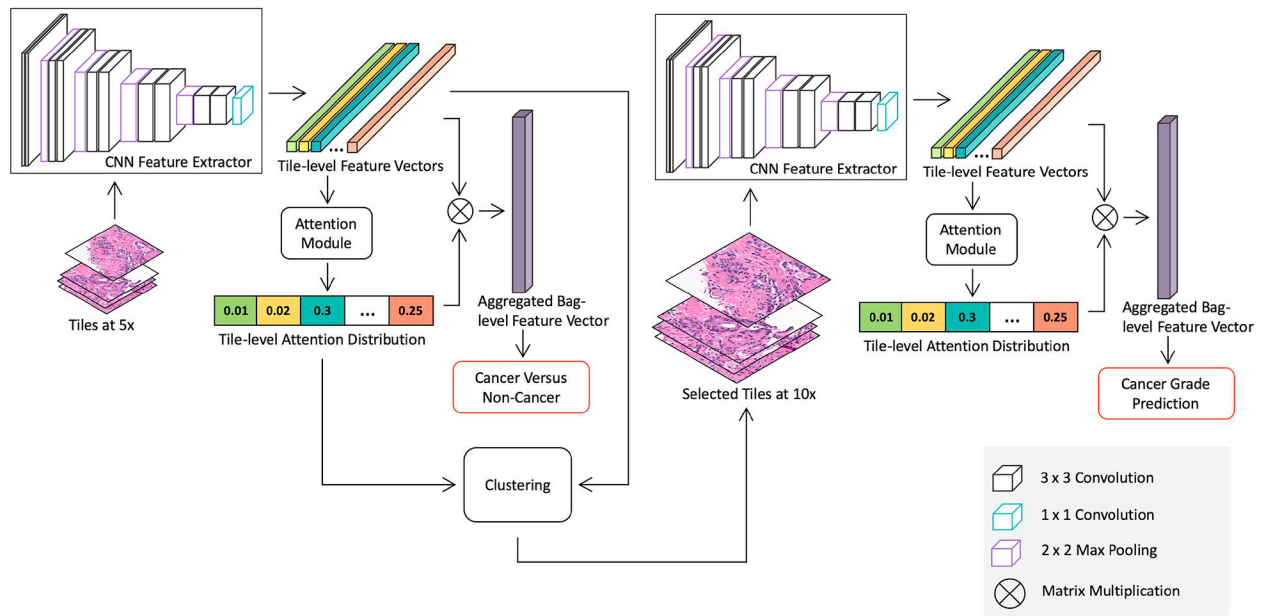 CNN Feature Extractor
Tile-level Feature Vectors
Attention
Module
Tiles at 5x
0.01 0.02 0.3 ... 0.25
Tile-level Attention Distribution
Aggregated Bag-
level Feature Vector
Cancer Versus
Non-Cancer
Clustering
CNN Feature Extractor
Tile-level Feature Vectors
Attention
Module
Selected Tiles at 10x
0.01 0.02 0.3 ... 0.25
Tile-level Attention Distribution
Aggregated Bag-
level Feature Vector
Cancer Grade
Prediction
3 x 3 Convolution
1 x 1 Convolution
2 x 2 Max Pooling
Matrix Multiplication